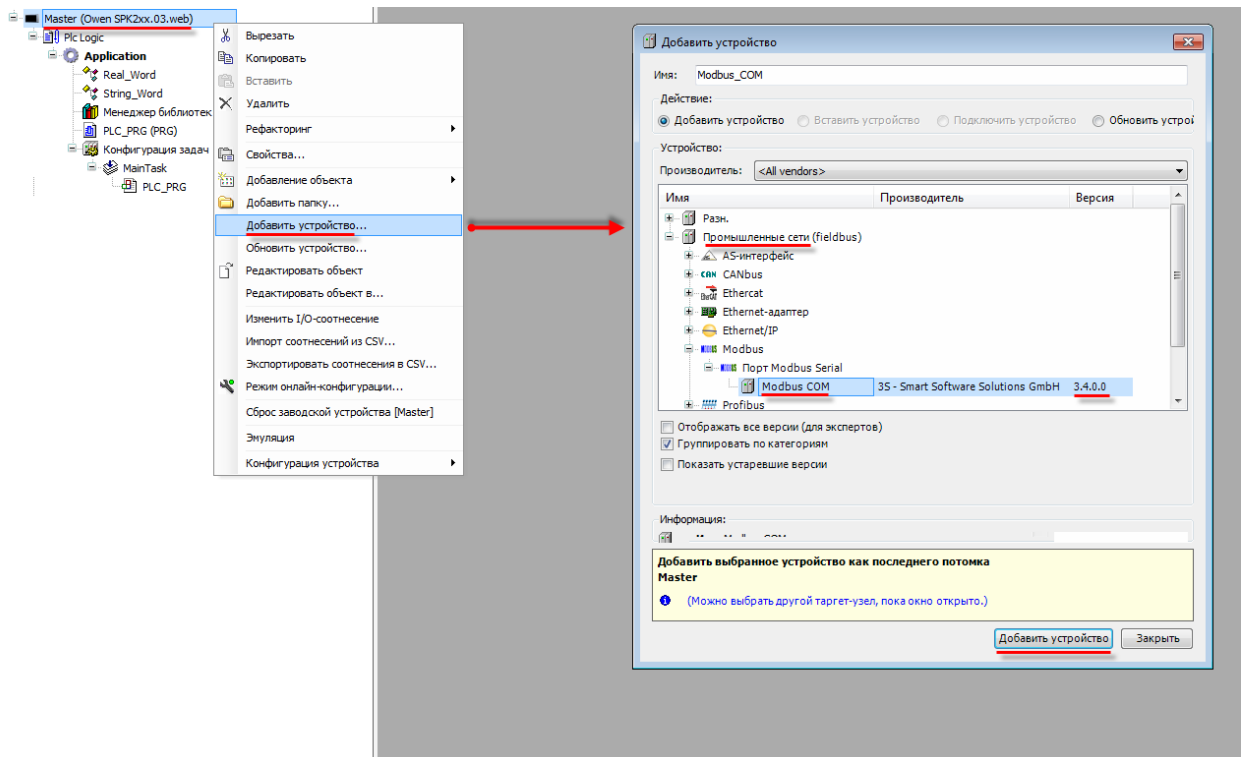 Master (Owen SPK2xx.03.web)
Plc Logic
Application
Real_Word
String_Word
Менеджер библиотек
PLC_PRG (PRG)
Конфигурация задач
MainTask
PLC_PRG
Вырезать
Копировать
Вставить
Удалить
Рефакторинг
Свойства...
Добавление объекта
Добавить папку...
Добавить устройство...
Обновить устройство...
Редактировать объект
Редактировать объект в...
Изменить I/O-соотнесение
Импорт соотнесений из CSV...
Экспортировать соотнесения в CSV...
Режим онлайн-конфигурации...
Сброс заводской устройства [Master]
Эмуляция
Конфигурация устройства
Добавить устройство
Имя: Modbus_COM
Действие:
Добавить устройство Вставить устройство Подключить устройство Обновить устрой
Устройство:
Производитель: <All vendors>
Имя Производитель Версия
Разн.
Промышленные сети (fieldbus)
AS-интерфейс
CAN CANbus
Ethercat
Ethernet-адаптер
Ethernet/IP
Modbus
Порт Modbus Serial
Modbus COM 3S - Smart Software Solutions GmbH 3.4.0.0
Profibus
Отображать все версии (для экспертов)
Группировать по категориям
Показать устаревшие версии
Информация:
Добавить выбранное устройство как последнего потомка
Master
(Можно выбрать другой таргет-узел, пока окно открыто.)
Добавить устройство Закрыть